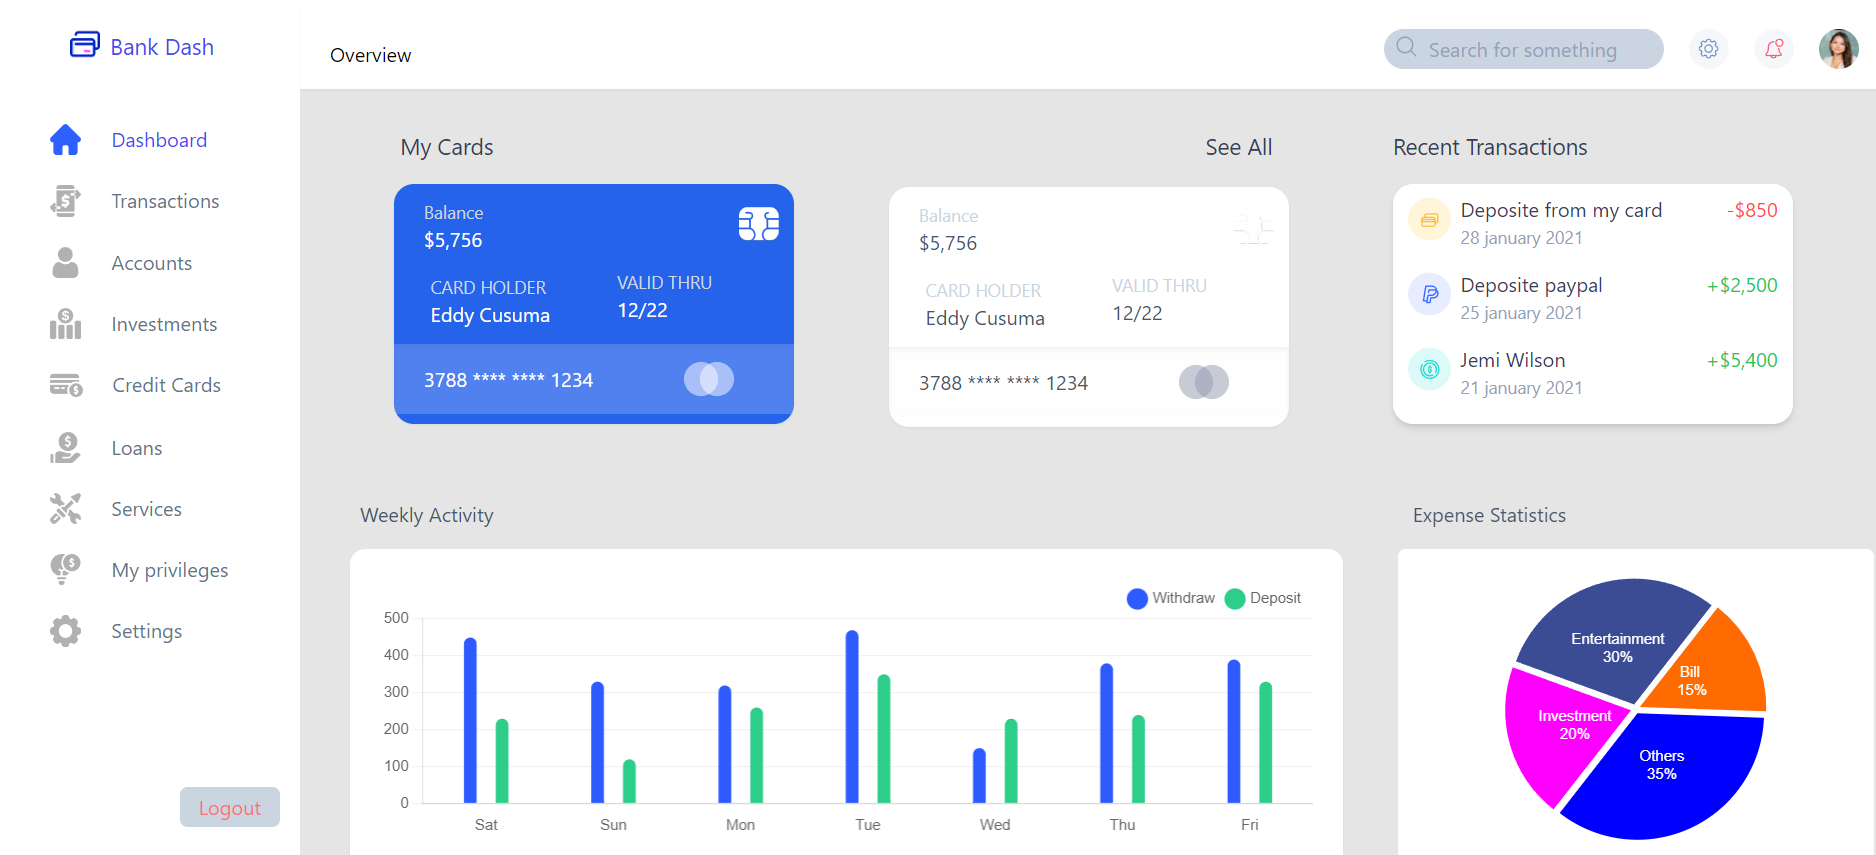 Bank Dash
Overview
Search for something
Dashboard
Transactions
Accounts
Investments
Credit Cards
Loans
Services
My privileges
Settings
Logout
My Cards
See All
Balance
$5,756
CARD HOLDER
Eddy Cusuma
VALID THRU
12/22
3788 **** **** 1234
Balance
$5,756
CARD HOLDER
Eddy Cusuma
VALID THRU
12/22
3788 **** **** 1234
Recent Transactions
Deposite from my card
-$850
28 january 2021
Deposite paypal
+$2,500
25 january 2021
Jemi Wilson
+$5,400
21 january 2021
Weekly Activity
Withdraw Deposit
500
400
300
200
100
0
Sat Sun Mon Tue Wed Thu Fri
Expense Statistics
Entertainment
30%
Bill
15%
Investment
20%
Others
35%